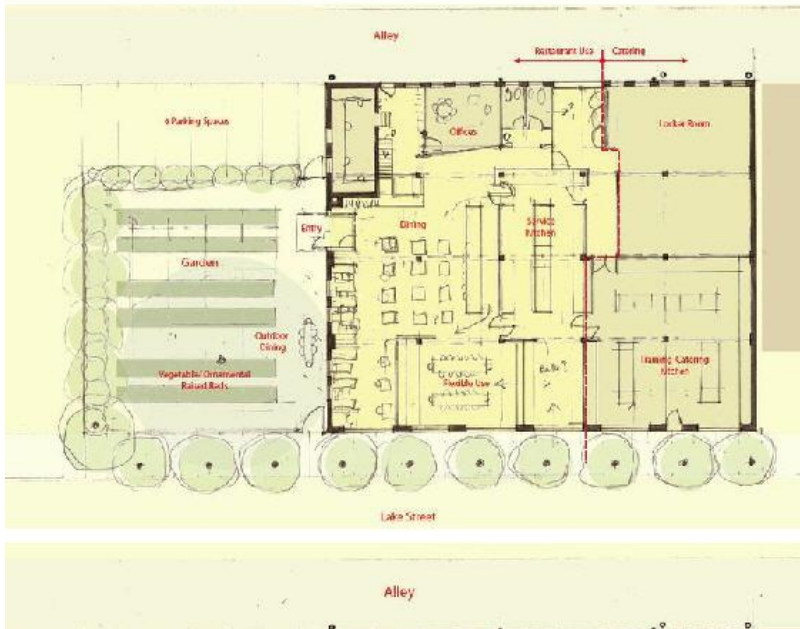 Alley
Restaurant Use
Catering
6 Parking Spaces
Offices
Locker Room
Entry
Dining
Service
Kitchen
Garden
Outdoor
Dining
Vegetable/Ornamental
Raised Beds
Flexible Use
Training/Catering
Kitchen
Lake Street
Alley